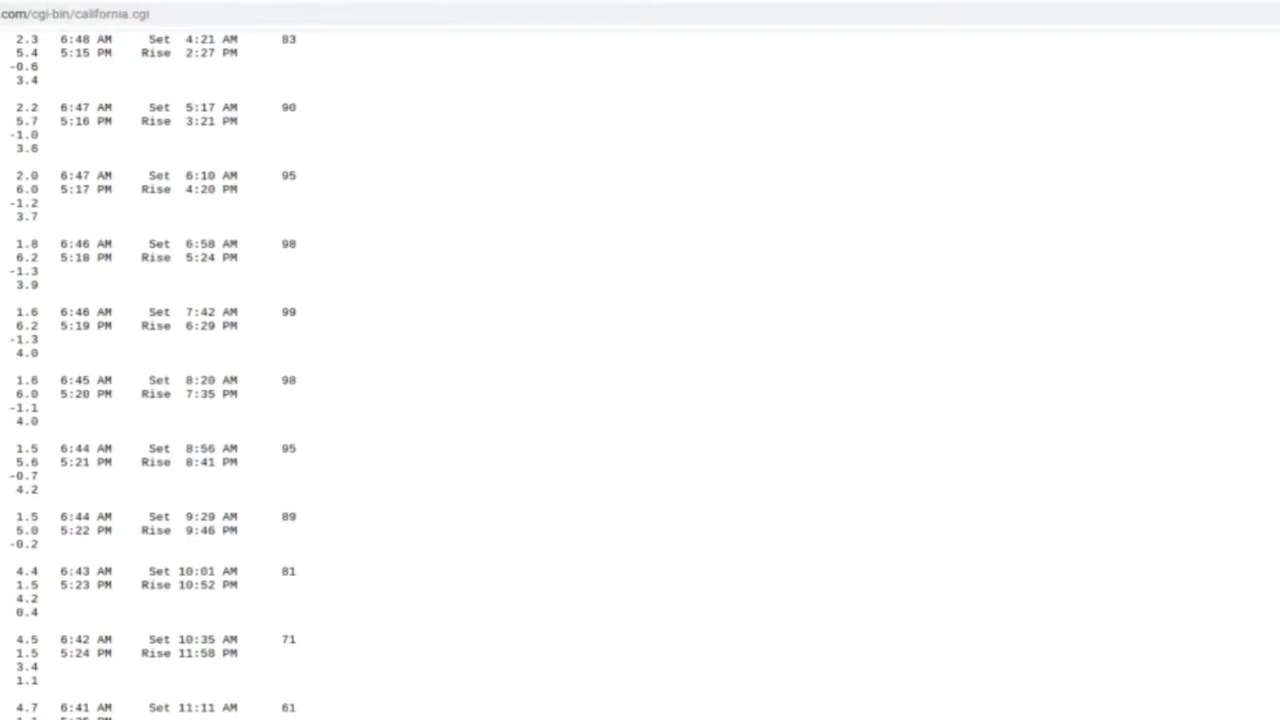 .com/cgi-bin/california.cgi
2.3 6:48 AM Set 4:21 AM 83
5.4 5:15 PM Rise 2:27 PM
-0.6
3.4
2.2 6:47 AM Set 5:17 AM 90
5.7 5:16 PM Rise 3:21 PM
-1.0
3.6
2.0 6:47 AM Set 6:10 AM 95
6.0 5:17 PM Rise 4:20 PM
-1.2
3.7
1.8 6:46 AM Set 6:58 AM 98
6.2 5:18 PM Rise 5:24 PM
-1.3
3.9
1.6 6:46 AM Set 7:42 AM 99
6.2 5:19 PM Rise 6:29 PM
-1.3
4.0
1.6 6:45 AM Set 8:20 AM 98
6.0 5:20 PM Rise 7:35 PM
-1.1
4.0
1.5 6:44 AM Set 8:56 AM 95
5.6 5:21 PM Rise 8:41 PM
-0.7
4.2
1.5 6:44 AM Set 9:29 AM 89
5.0 5:22 PM Rise 9:46 PM
-0.2
4.4 6:43 AM Set 10:01 AM 81
1.5 5:23 PM Rise 10:52 PM
4.2
0.4
4.5 6:42 AM Set 10:35 AM 71
1.5 5:24 PM Rise 11:58 PM
3.4
1.1
4.7 6:41 AM Set 11:11 AM 61